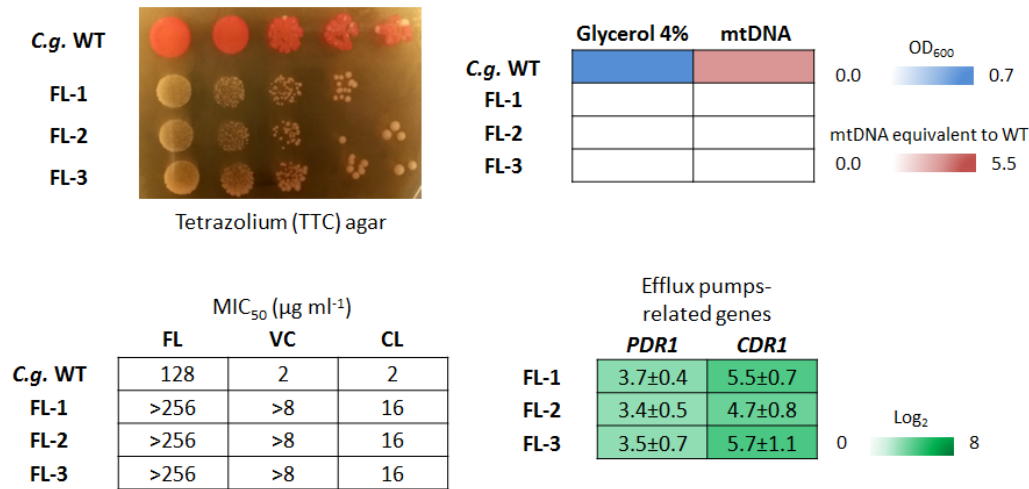 C.g. WT
FL-1
FL-2
FL-3
Tetrazolium (TTC) agar
Glycerol 4% mtDNA
C.g. WT
FL-1
FL-2
FL-3
OD600
0.0 0.7
mtDNA equivalent to WT
0.0 5.5
MIC50 (µg ml-1)
FL VC CL
C.g. WT 128 2 2
FL-1 >256 >8 16
FL-2 >256 >8 16
FL-3 >256 >8 16
Efflux pumps-
related genes
PDR1 CDR1
FL-1 3.7±0.4 5.5±0.7
FL-2 3.4±0.5 4.7±0.8
FL-3 3.5±0.7 5.7±1.1
Log2
0 8